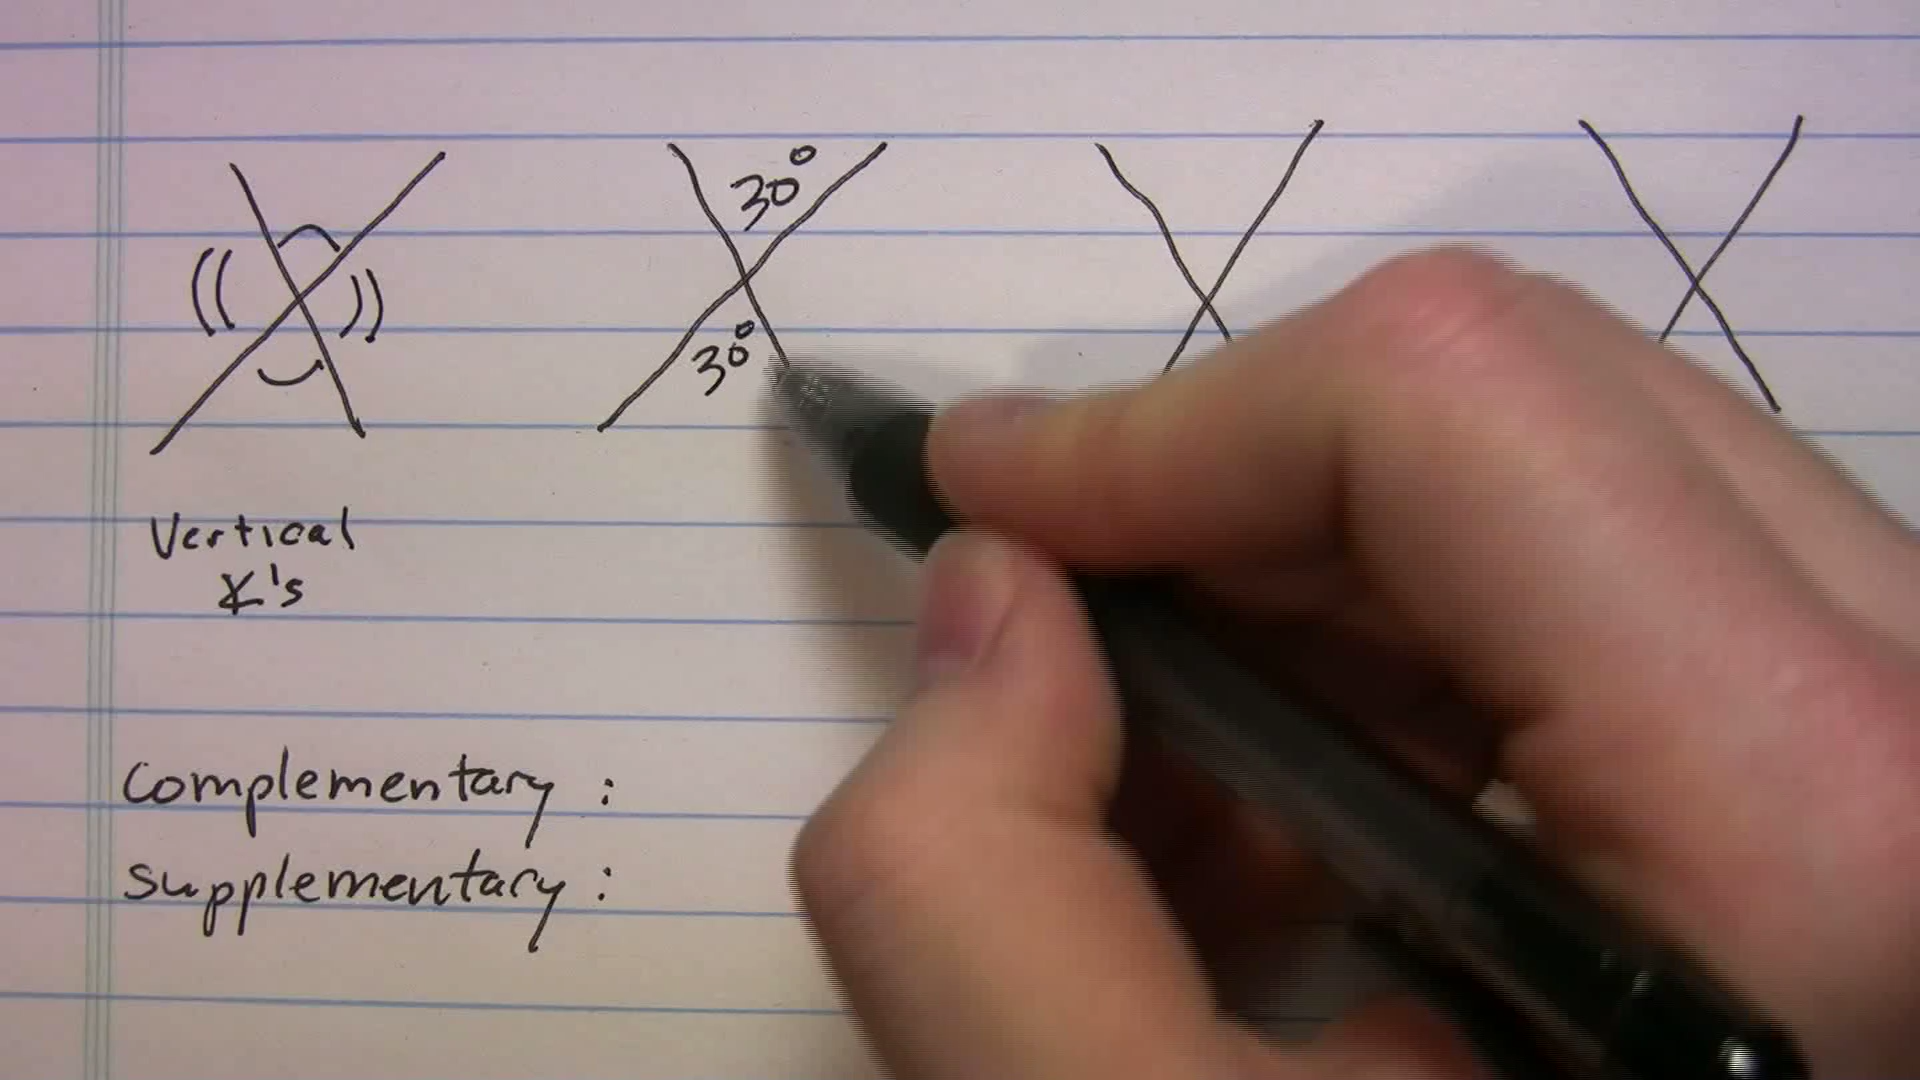 30°
30°
Vertical
∡'s
complementary :
supplementary :